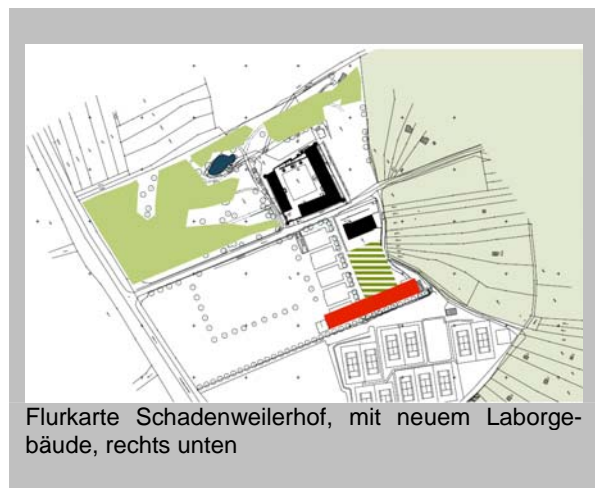 Flurkarte Schadenweilerhof, mit neuem Laborge-
bäude, rechts unten